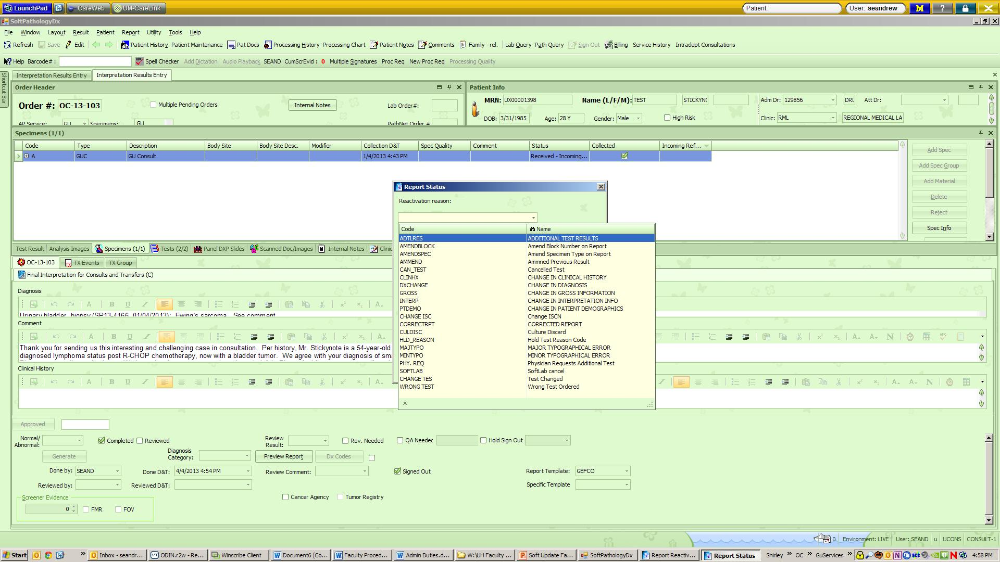 LaunchPad CareWeb UM-CareLink Patient: User: seandrew M ?
SoftPathologyDx
File Window Layout Result Patient Report Utility Tools Help
Refresh Save Edit Patient History Patient Maintenance Pat Docs Processing History Processing Chart Patient Notes Comments Family - rel. Lab Query Path Query Sign Out Billing Service History Intradept Consultations
Help Barcode# : Spell Checker Add Dictation Audio Playback SEAND CumScrEvid : 0 Multiple Signatures Proc Req New Proc Req Processing Quality
Shortcut Bar
Interpretation Results Entry Interpretation Results Entry
Order Header
Order #: OC-13-103 Multiple Pending Orders Internal Notes Lab Order#:
AP Service: GU Specimens: GU PathNet Order #
Patient Info
MRN: UX00001398 Name (L/F/M): TEST STICKYN Adm Dr: 129856 DRU Att Dr:
DOB: 3/31/1985 Age: 28 Y Gender: Male High Risk Clinic: RML REGIONAL MEDICAL LA
Specimens (1/1)
Code Type Description Body Site Body Site Desc. Modifier Collection D&T Spec Quality Comment Status Collected Incoming Ref...
A GUC GU Consult 1/4/2013 4:43 PM Received - Incoming...
Add Spec
Add Spec Group
Add Material
Delete
Reject
Spec Info
Report Status
Reactivation reason:
Code Name
ADTLRES ADDITIONAL TEST RESULTS
AMENDBLOCK Amend Block Number on Report
AMENDSPEC Amend Specimen Type on Report
AMMEND Ammned Previous Result
CAN_TEST Cancelled Test
CLINHX CHANGE IN CLINICAL HISTORY
DXCHANGE CHANGE IN DIAGNOSIS
GROSS CHANGE IN GROSS INFORMATION
INTERP CHANGE IN INTERPRETATION INFO
PTDEMO CHANGE IN PATIENT DEMOGRAPHICS
CHANGE ISC Change ISCN
CORRECTRPT CORRECTED REPORT
CULDISC Culture Discard
HLD_REASON Hold Test Reason Code
MAJTYPO MAJOR TYPOGRAPHICAL ERROR
MINTYPO MINOR TYPOGRAPHICAL ERROR
PHY. REQ Physician Requests Additional Test
SOFTLAB SoftLab cancel
CHANGE TES Test Changed
WRONG TEST Wrong Test Ordered
Test Result Analysis Images Specimens (1/1) Tests (2/2) Panel DXP Slides Scanned Doc/Images Internal Notes Clinic
OC-13-103 TX Events TX Group
Final Interpretation for Consults and Transfers (C)
Diagnosis
Urinary bladder, biopsy (SP13-4166, 01/04/2013): Ewing's sarcoma. See comment.
Comment
Thank you for sending us this interesting and challenging case in consultation. Per history, Mr. Stickynote is a 54-year-old
diagnosed lymphoma status post R-CHOP chemotherapy, now with a bladder tumor. We agree with your diagnosis of sma
Clinical History
Approved
Normal/Abnormal: Completed Reviewed Review Result: Rev. Needed QA Needed Hold Sign Out
Generate Diagnosis Category: Preview Report Dx Codes
Done by: SEAND Done D&T: 4/4/2013 4:54 PM Review Comment: Signed Out Report Template: GEFCO
Reviewed by: Reviewed D&T: Specific Template
Screener Evidence Cancer Agency Tumor Registry
0 FMR FOV
0 Environment: LIVE User: SEAND u UCONS CONSULT-1
Start Inbox - seandr... ODIN.r2w - Re... Winscribe Client Document6 [Co... Faculty Proced... Admin Duties.d... W:\UH Faculty ... Soft Update Fa... SoftPathologyDx Report Reactiv... Report Status Shirley OC GuServices 4:58 PM